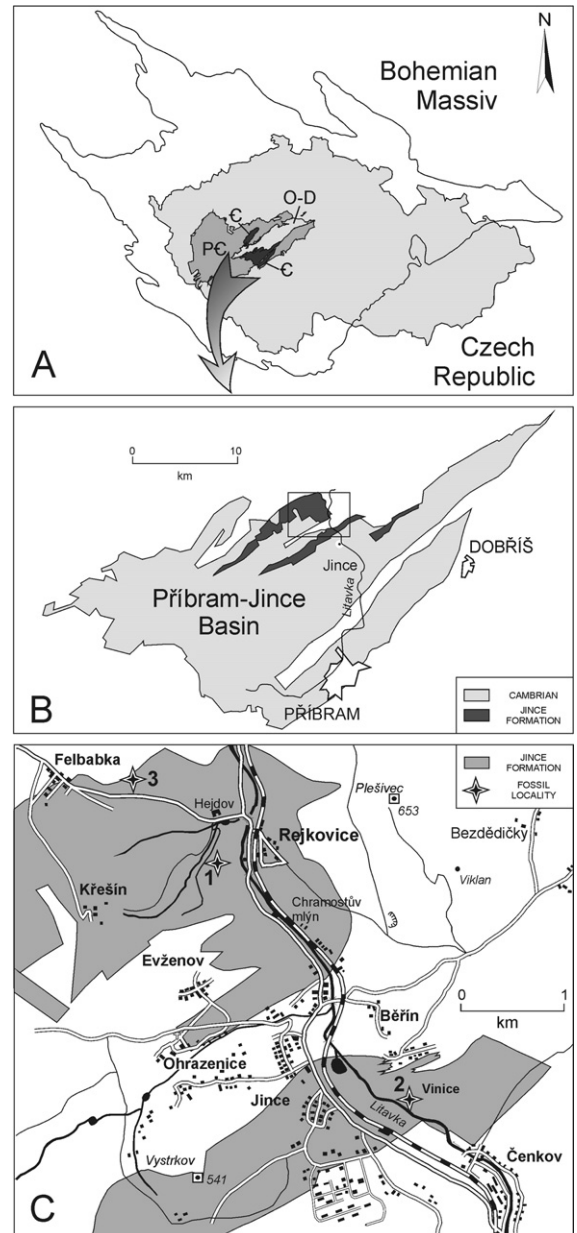 N
Bohemian
Massiv
O-D
Є
PЄ
Є
Czech
Republic
A
0 10
km
DOBŘÍŠ
Jince
Litavka
Příbram-Jince
Basin
PŘÍBRAM
CAMBRIAN
JINCE
FORMATION
B
JINCE
FORMATION
FOSSIL
LOCALITY
Felbabka
3
Hejdov
Plešivec
653
Bezdědičky
Rejkovice
Viklan
1
Křešín
Chramostův
mlýn
Evženov
0 1
km
Běřín
Ohrazenice
2
Vinice
Jince
Litavka
Čenkov
Vystrkov
541
C